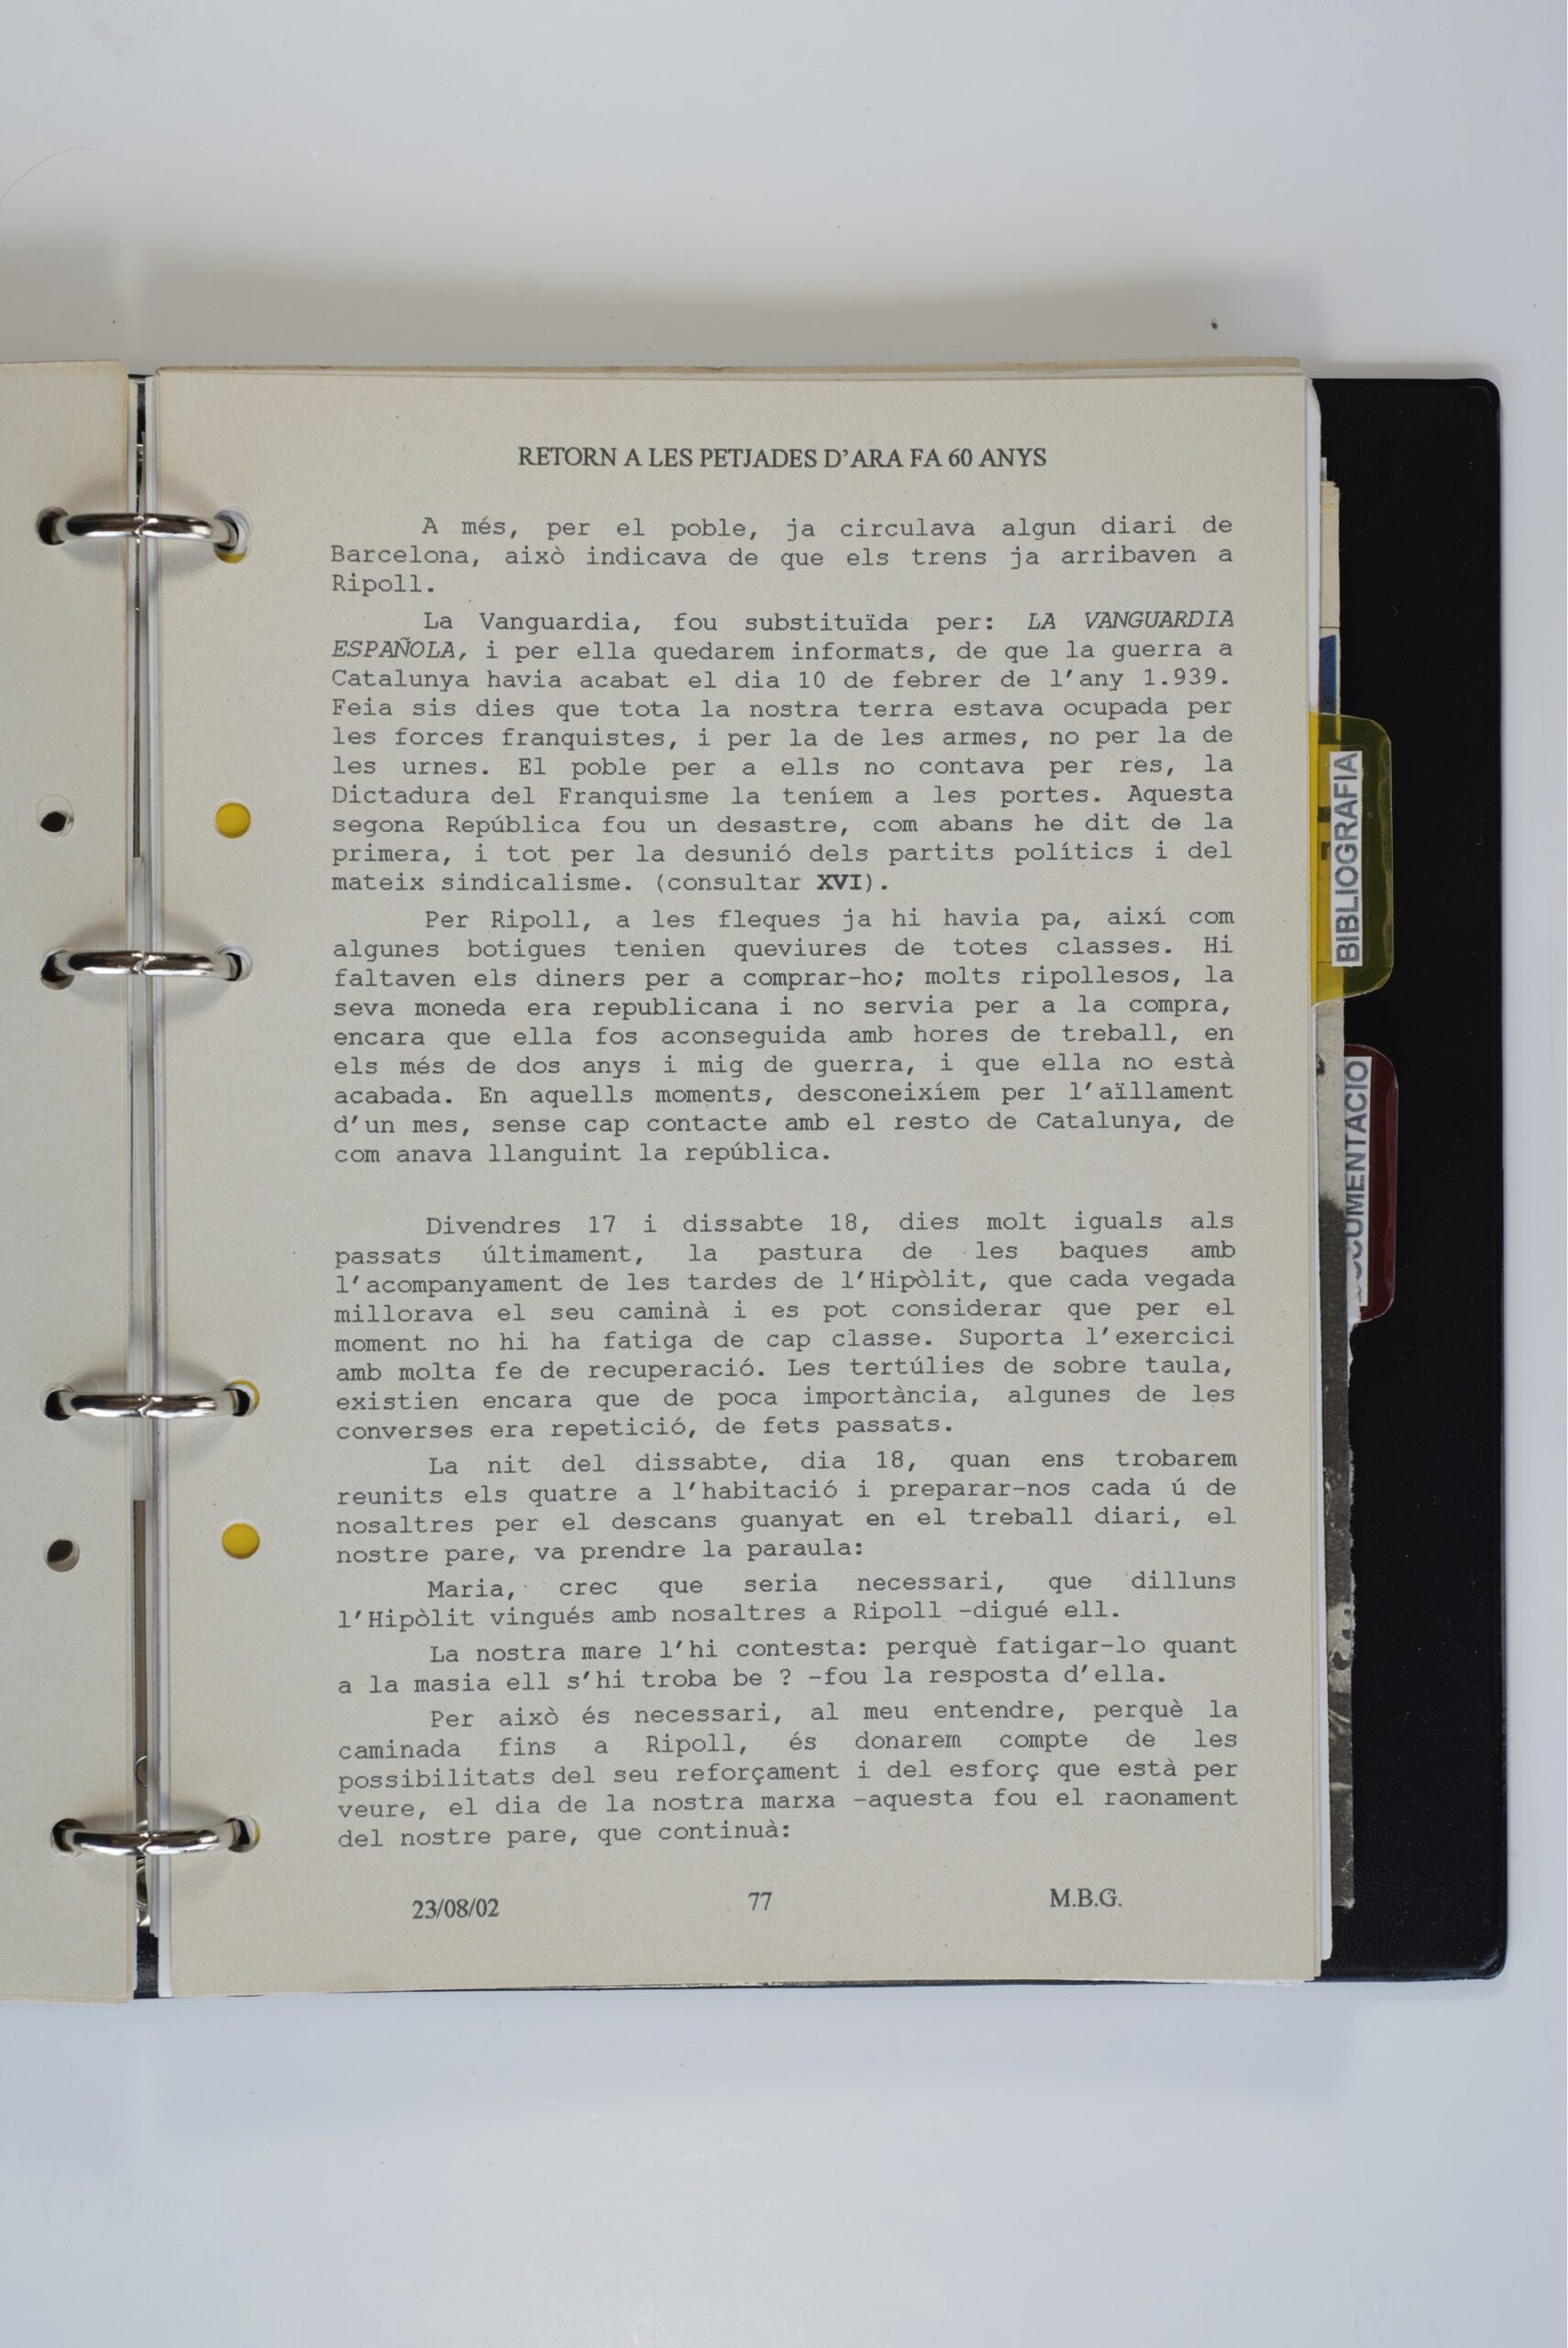 RETORN A LES PETJADES D'ARA FA 60 ANYS
A més, per el poble, ja circulava algun diari de
Barcelona, això indicava de que els trens ja arribaven a
Ripoll.
La Vanguardia, fou substituïda per: LA VANGUARDIA
ESPAÑOLA, i per ella quedarem informats, de que la guerra a
Catalunya havia acabat el dia 10 de febrer de l'any 1.939.
Feia sis dies que tota la nostra terra estava ocupada per
les forces franquistes, i per la de les armes, no per la de
les urnes. El poble per a ells no contava per res, la
Dictadura del Franquisme la teníem a les portes. Aquesta
segona República fou un desastre, com abans he dit de la
primera, i tot per la desunió dels partits polítics i del
mateix sindicalisme. (consultar XVI).
Per Ripoll, a les fleques ja hi havia pa, així com
algunes botigues tenien queviures de totes classes. Hi
faltaven els diners per a comprar-ho; molts ripollesos, la
seva moneda era republicana i no servia per a la compra,
encara que ella fos aconseguida amb hores de treball, en
els més de dos anys i mig de guerra, i que ella no està
acabada. En aquells moments, desconeixíem per l'aïllament
d'un mes, sense cap contacte amb el resto de Catalunya, de
com anava llanguint la república.
Divendres 17 i dissabte 18, dies molt iguals als
passats últimament, la pastura de les baques amb
l'acompanyament de les tardes de l'Hipòlit, que cada vegada
millorava el seu caminà i es pot considerar que per el
moment no hi ha fatiga de cap classe. Suporta l'exercici
amb molta fe de recuperació. Les tertúlies de sobre taula,
existien encara que de poca importància, algunes de les
converses era repetició, de fets passats.
La nit del dissabte, dia 18, quan ens trobarem
reunits els quatre a l'habitació i preparar-nos cada ú de
nosaltres per el descans guanyat en el treball diari, el
nostre pare, va prendre la paraula:
Maria, crec que seria necessari, que dilluns
l'Hipòlit vingués amb nosaltres a Ripoll -digué ell.
La nostra mare l'hi contesta: perquè fatigar-lo quant
a la masia ell s'hi troba be ? -fou la resposta d'ella.
Per això és necessari, al meu entendre, perquè la
caminada fins a Ripoll, és donarem compte de les
possibilitats del seu reforçament i del esforç que està per
veure, el dia de la nostra marxa -aquesta fou el raonament
del nostre pare, que continuà:
23/08/02 77 M.B.G.
BIBLIOGRAFIA